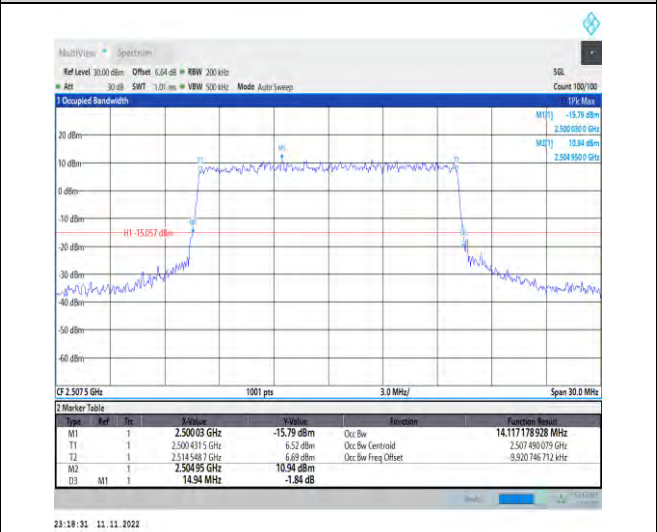 MultiView Spectrum
Ref Level 30.00 dBm Offset 6.64 dB RBW 200 kHz SGL
Att 30 dB SWT 1.01 ms VBW 500 kHz Mode Auto Sweep Count 100/100
1 Occupied Bandwidth 1Pk Max
M1[1] -15.79 dBm
2.500 030 0 GHz
M2[1] 10.94 dBm
2.504 950 0 GHz
20 dBm
M2
10 dBm
T1
0 dBm
-10 dBm
M1
H1 -15.057 dBm
-20 dBm
-30 dBm
-40 dBm
-50 dBm
-60 dBm
CF 2.507 5 GHz 1001 pts 3.0 MHz/ Span 30.0 MHz
2 Marker Table
Type Ref Trc X-Value Y-Value Function Function Result
M1 1 2.500 03 GHz -15.79 dBm Occ Bw 14.117 178 928 MHz
T1 1 2.500 431 5 GHz 6.52 dBm Occ Bw Centroid 2.507 490 079 GHz
T2 1 2.514 548 7 GHz 6.69 dBm Occ Bw Freq Offset -9.920 746 712 kHz
M2 1 2.504 95 GHz 10.94 dBm
D3 M1 1 14.94 MHz -1.84 dB
23:18:31 11.11.2022